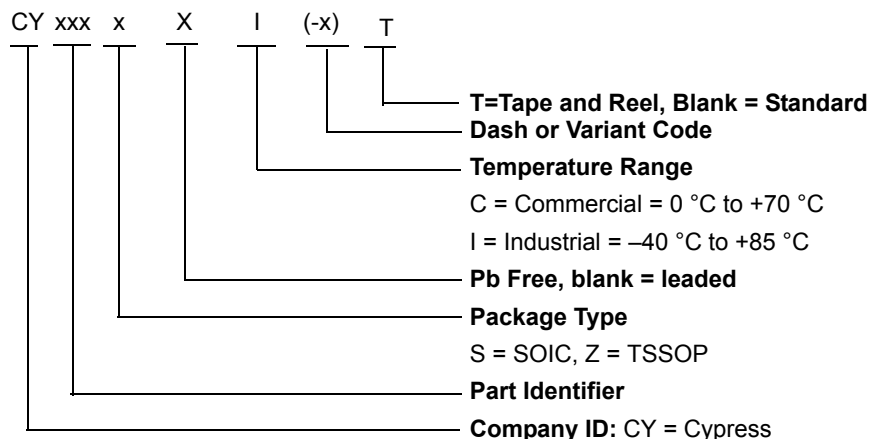 CY xxx x X I (-x) T
T=Tape and Reel, Blank = Standard
Dash or Variant Code
Temperature Range
C = Commercial = 0 °C to +70 °C
I = Industrial = –40 °C to +85 °C
Pb Free, blank = leaded
Package Type
S = SOIC, Z = TSSOP
Part Identifier
Company ID: CY = Cypress